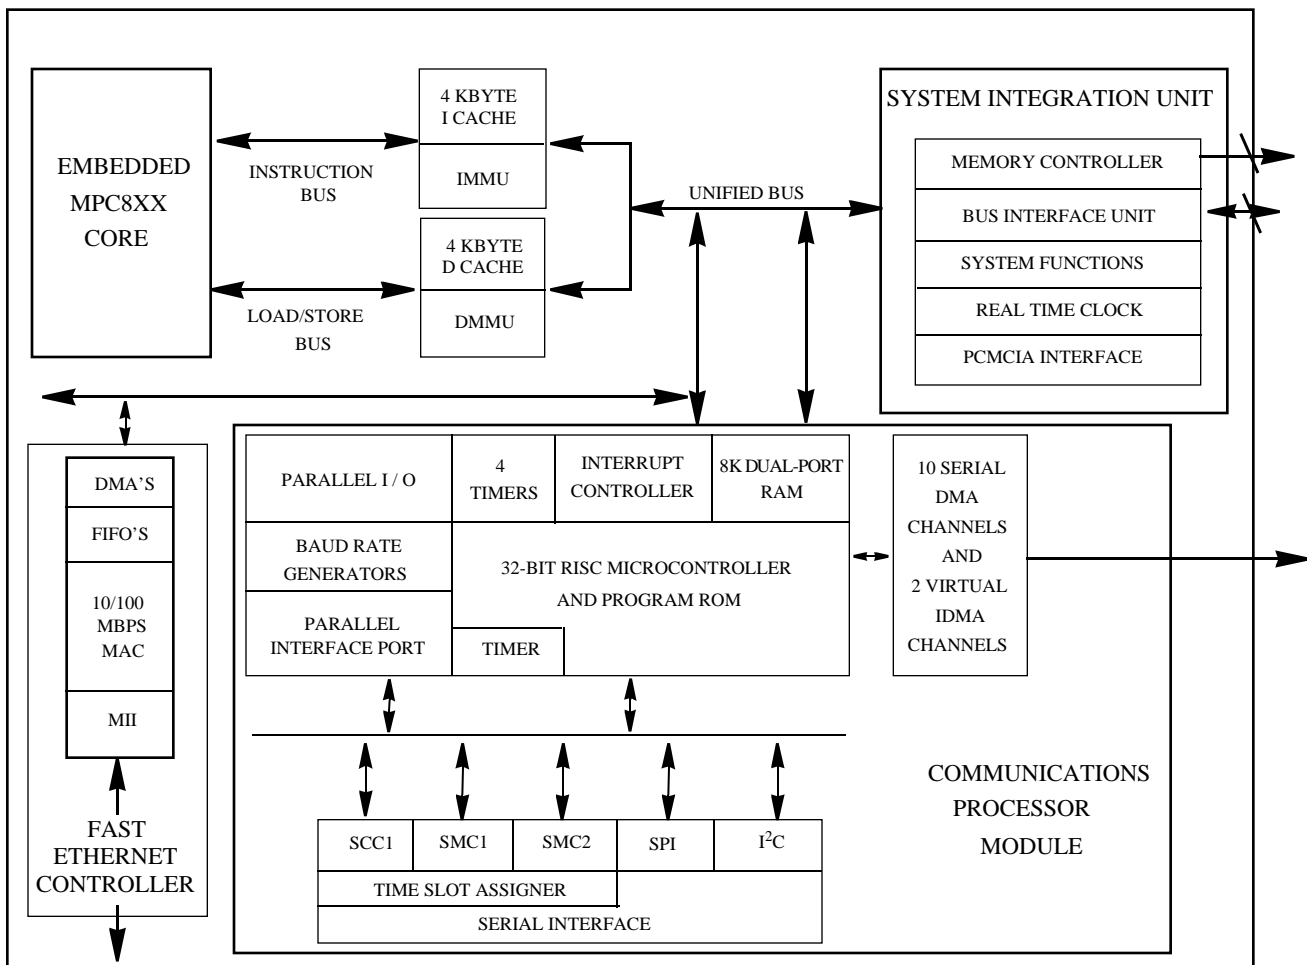 EMBEDDED
MPC8XX
CORE
INSTRUCTION
BUS
LOAD/STORE
BUS
4 KBYTE
I CACHE
IMMU
4 KBYTE
D CACHE
DMMU
UNIFIED BUS
SYSTEM INTEGRATION UNIT
MEMORY CONTROLLER
BUS INTERFACE UNIT
SYSTEM FUNCTIONS
REAL TIME CLOCK
PCMCIA INTERFACE
DMA’S
FIFO’S
10/100
MBPS
MAC
MII
FAST
ETHERNET
CONTROLLER
PARALLEL I / O
4
TIMERS
INTERRUPT
CONTROLLER
8K DUAL-PORT
RAM
BAUD RATE
GENERATORS
PARALLEL
INTERFACE PORT
32-BIT RISC MICROCONTROLLER
AND PROGRAM ROM
TIMER
10 SERIAL
DMA
CHANNELS
AND
2 VIRTUAL
IDMA
CHANNELS
SCC1
SMC1
SMC2
SPI
I²C
TIME SLOT ASSIGNER
SERIAL INTERFACE
COMMUNICATIONS
PROCESSOR
MODULE